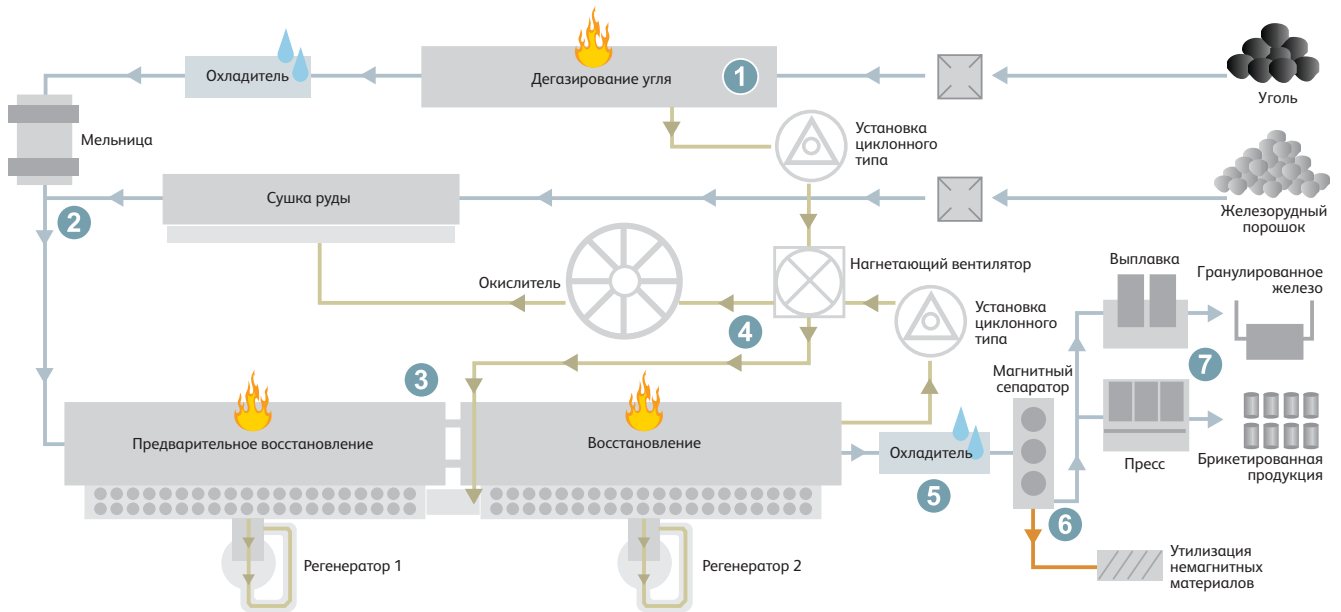 Охладитель
Дегазирование угля
1
Уголь
Мельница
Установка
циклонного
типа
Сушка руды
2
Железорудный
порошок
Окислитель
Нагнетающий вентилятор
Выплавка
Гранулированное
железо
4
Установка
циклонного
типа
3
Магнитный
сепаратор
7
Предварительное восстановление
Восстановление
Охладитель
5
Пресс
Брикетированная
продукция
6
Регенератор 1
Регенератор 2
Утилизация
немагнитных
материалов